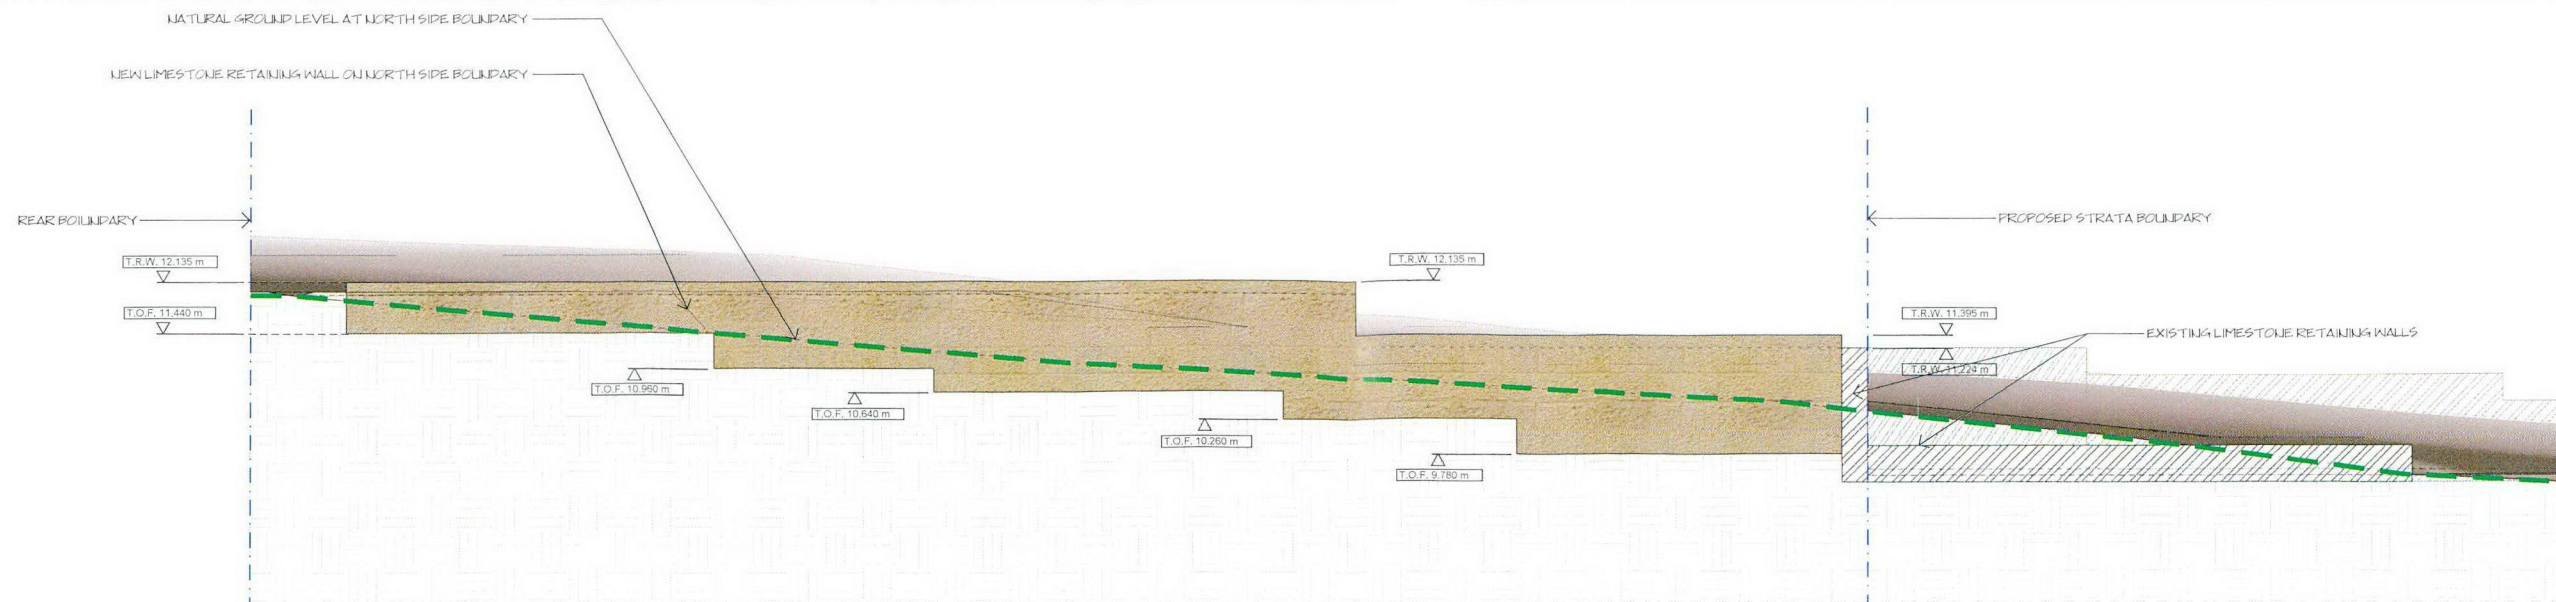 NATURAL GROUND LEVEL AT NORTH SIDE BOUNDARY
NEW LIMESTONE RETAINING WALL ON NORTH SIDE BOUNDARY
REAR BOIUNDARY
PROPOSED STRATA BOUNDARY
T.R.W. 12.135 m
T.R.W. 12.135 m
T.O.F. 11.440 m
T.R.W. 11.395 m
EXISTING LIMESTONE RETAINING WALLS
T.R.W. 11.224 m
T.O.F. 10.960 m
T.O.F. 10.640 m
T.O.F. 10.260 m
T.O.F. 9.780 m